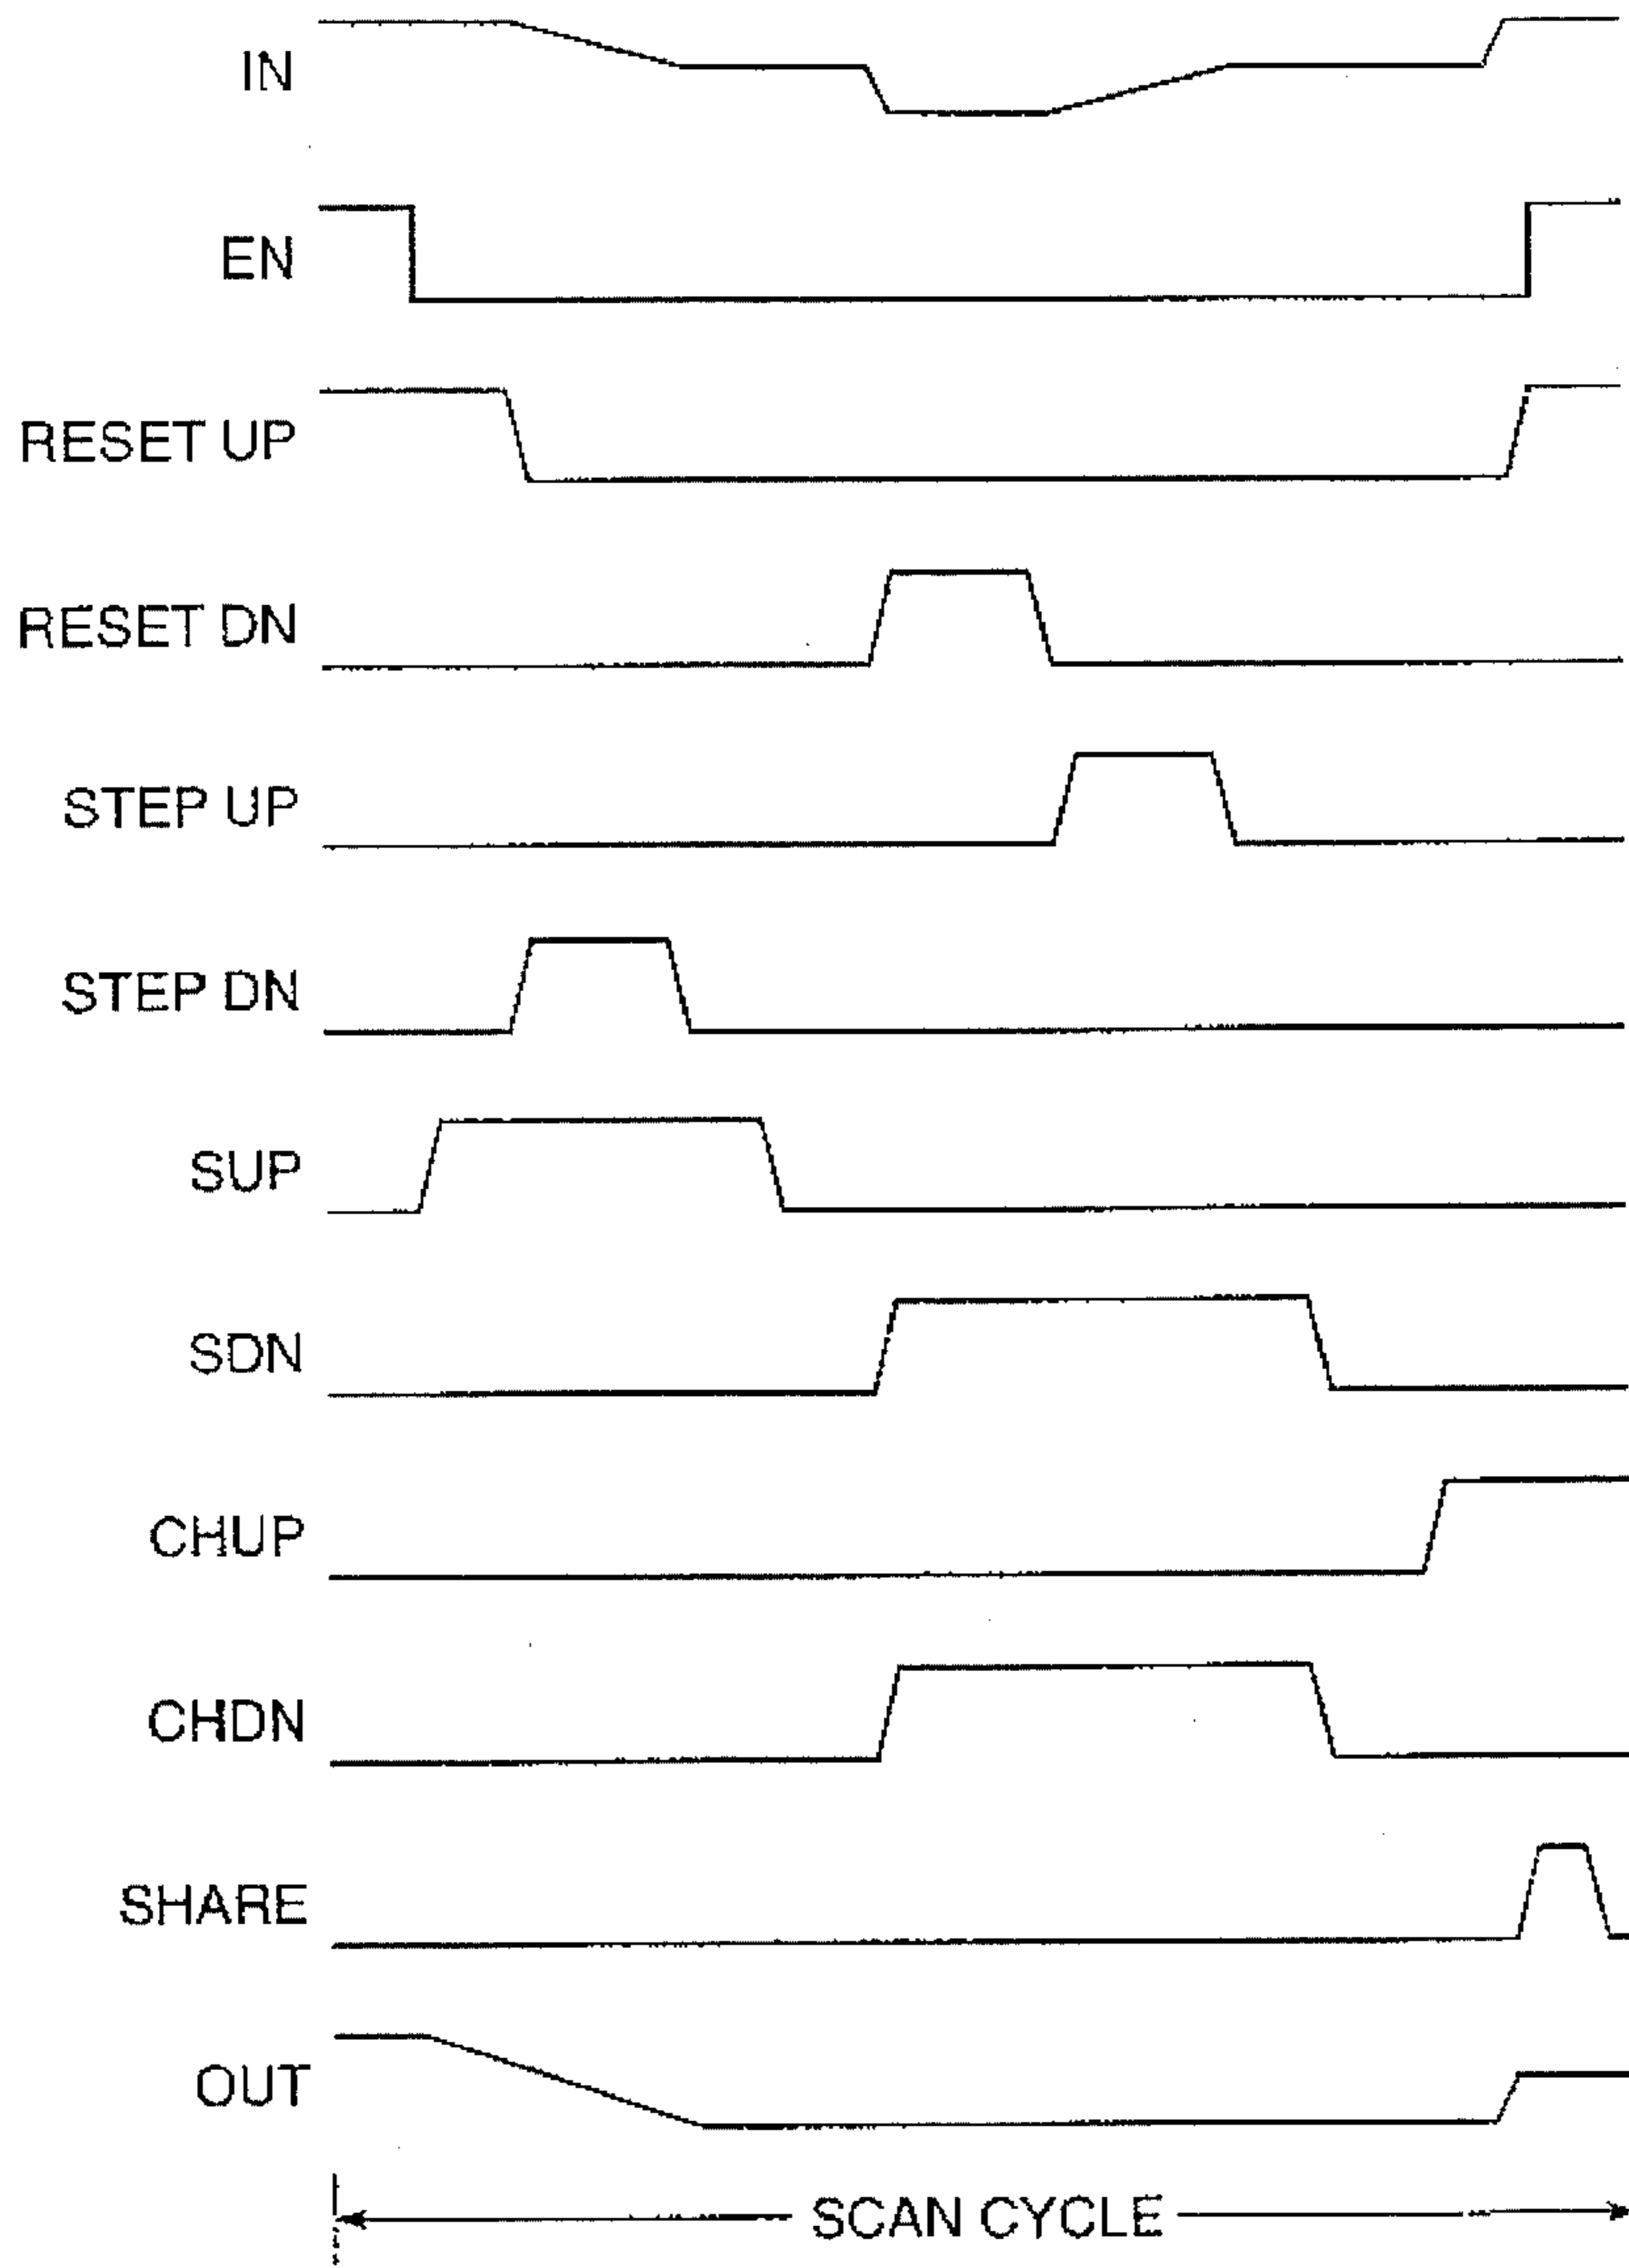 IN
EN
RESET UP
RESET DN
STEP UP
STEP DN
SUP
SDN
CHUP
CHDN
SHARE
OUT
SCAN CYCLE